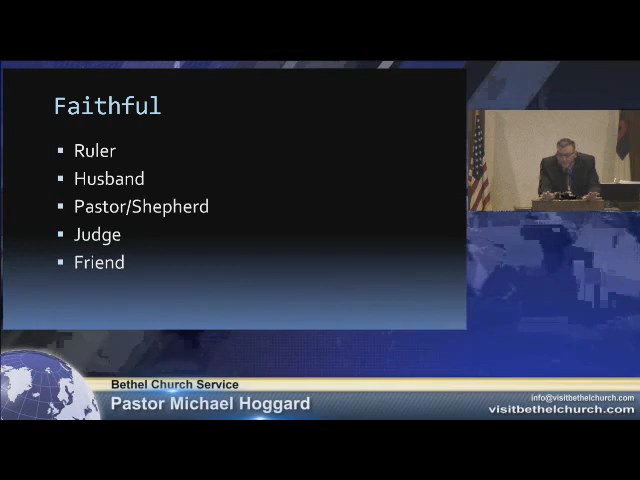 Faithful
Ruler
Husband
Pastor/Shepherd
Judge
Friend
Bethel Church Service
Pastor Michael Hoggard
info@visitbethelchurch.com
visitbethelchurch.com